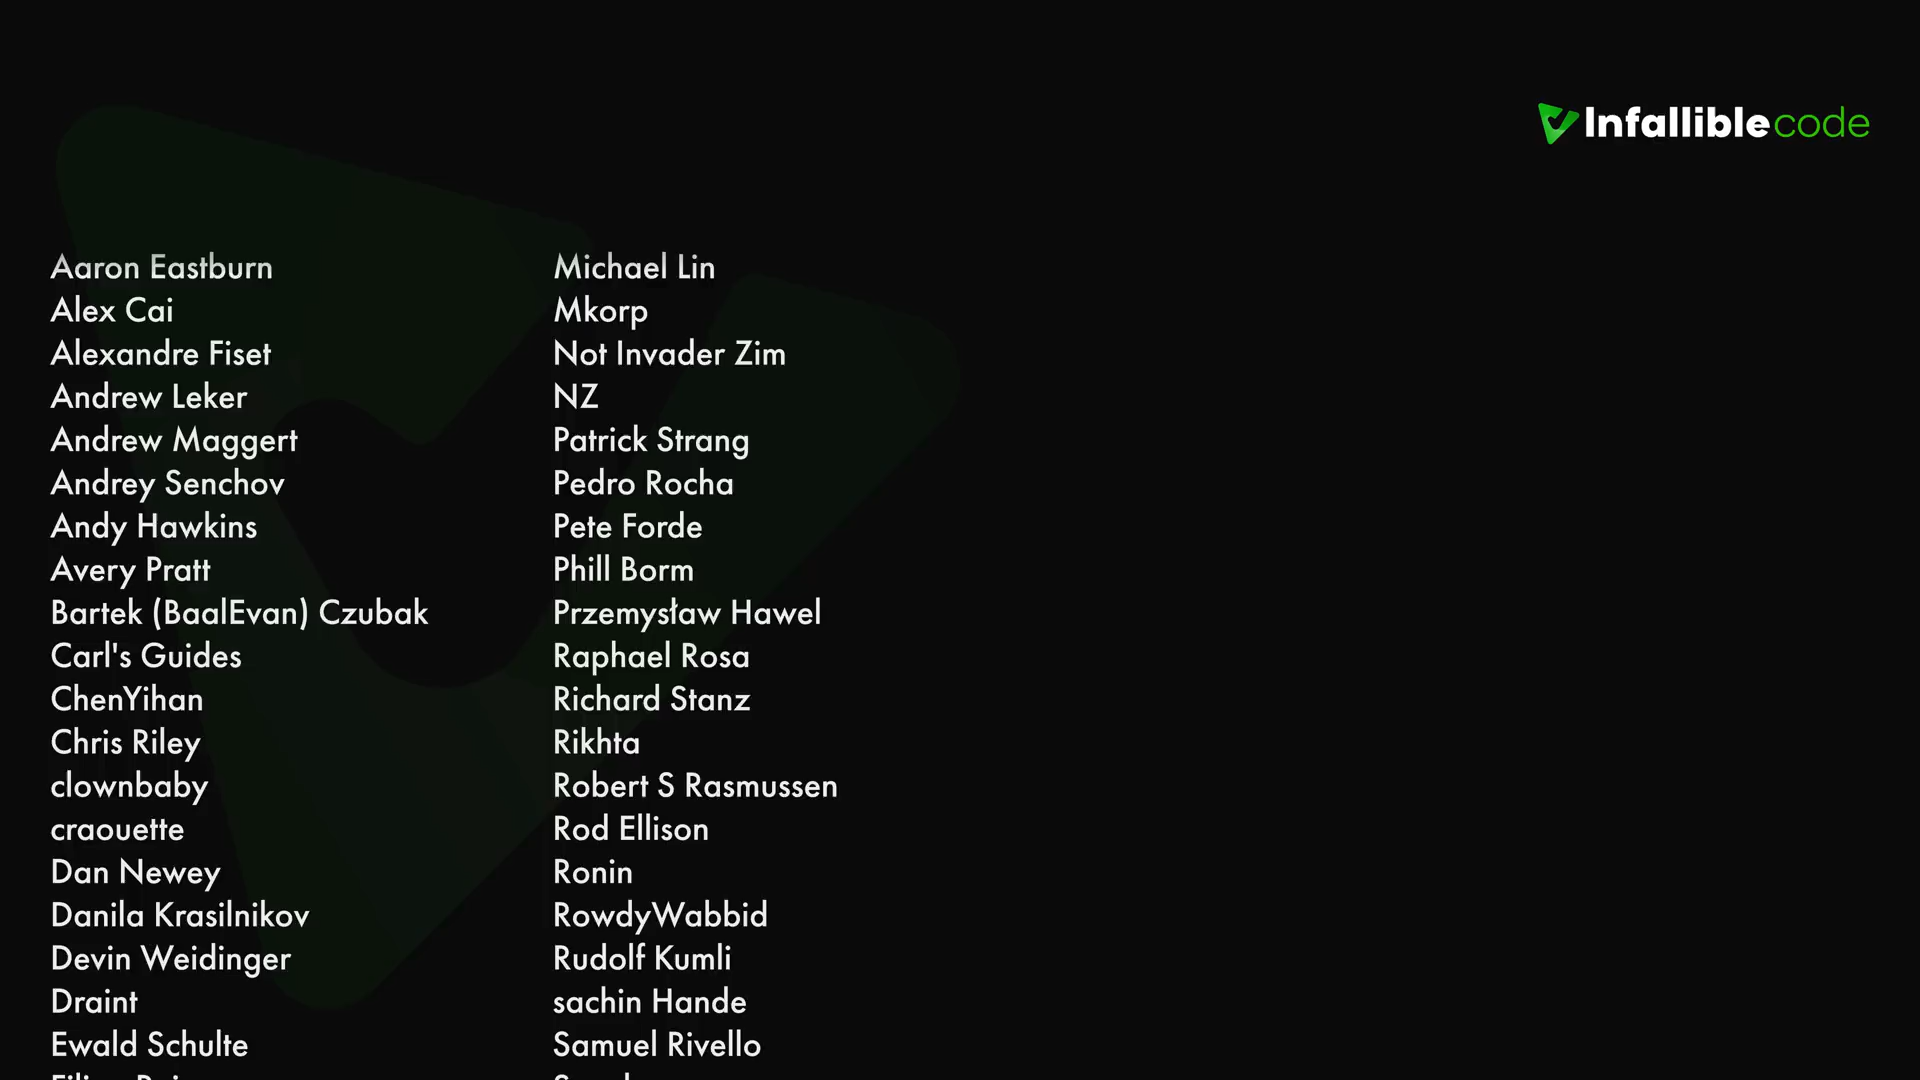 Infalliblecode
Aaron Eastburn
Alex Cai
Alexandre Fiset
Andrew Leker
Andrew Maggert
Andrey Senchov
Andy Hawkins
Avery Pratt
Bartek (BaalEvan) Czubak
Carl's Guides
ChenYihan
Chris Riley
clownbaby
craouette
Dan Newey
Danila Krasilnikov
Devin Weidinger
Draint
Ewald Schulte
Michael Lin
Mkorp
Not Invader Zim
NZ
Patrick Strang
Pedro Rocha
Pete Forde
Phill Borm
Przemysław Hawel
Raphael Rosa
Richard Stanz
Rikhta
Robert S Rasmussen
Rod Ellison
Ronin
RowdyWabbid
Rudolf Kumli
sachin Hande
Samuel Rivello